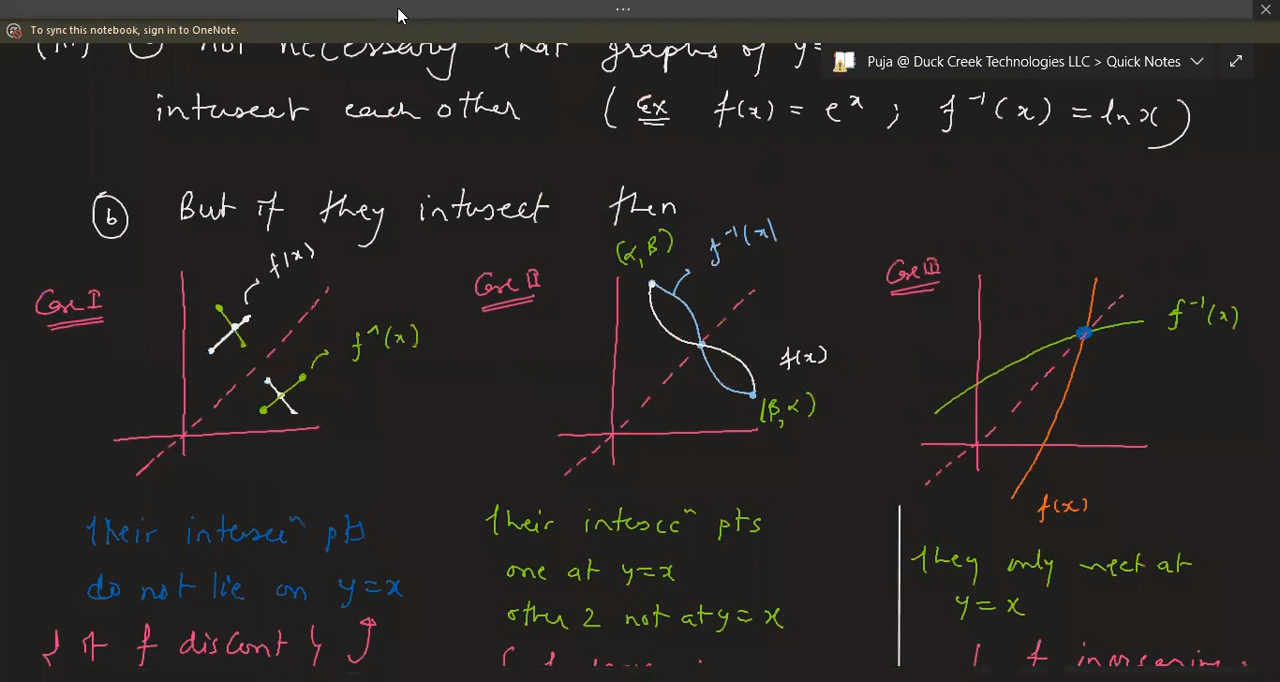 ...
To sync this notebook, sign in to OneNote.
(iii) not necessary that graphs of y=
Puja @ Duck Creek Technologies LLC > Quick Notes
intersect each other (Ex f(x) = e^x ; f⁻¹(x) = ln x)
(b) But if they intersect then
Case I
f(x)
f⁻¹(x)
Case II
(α, β)
f⁻¹(x)
f(x)
(β, α)
Case III
f⁻¹(x)
f(x)
their intersecⁿ pts
do not lie on y=x
{ if f discont }
their intersecⁿ pts
one at y=x
other 2 not at y=x
they only meet at
y=x